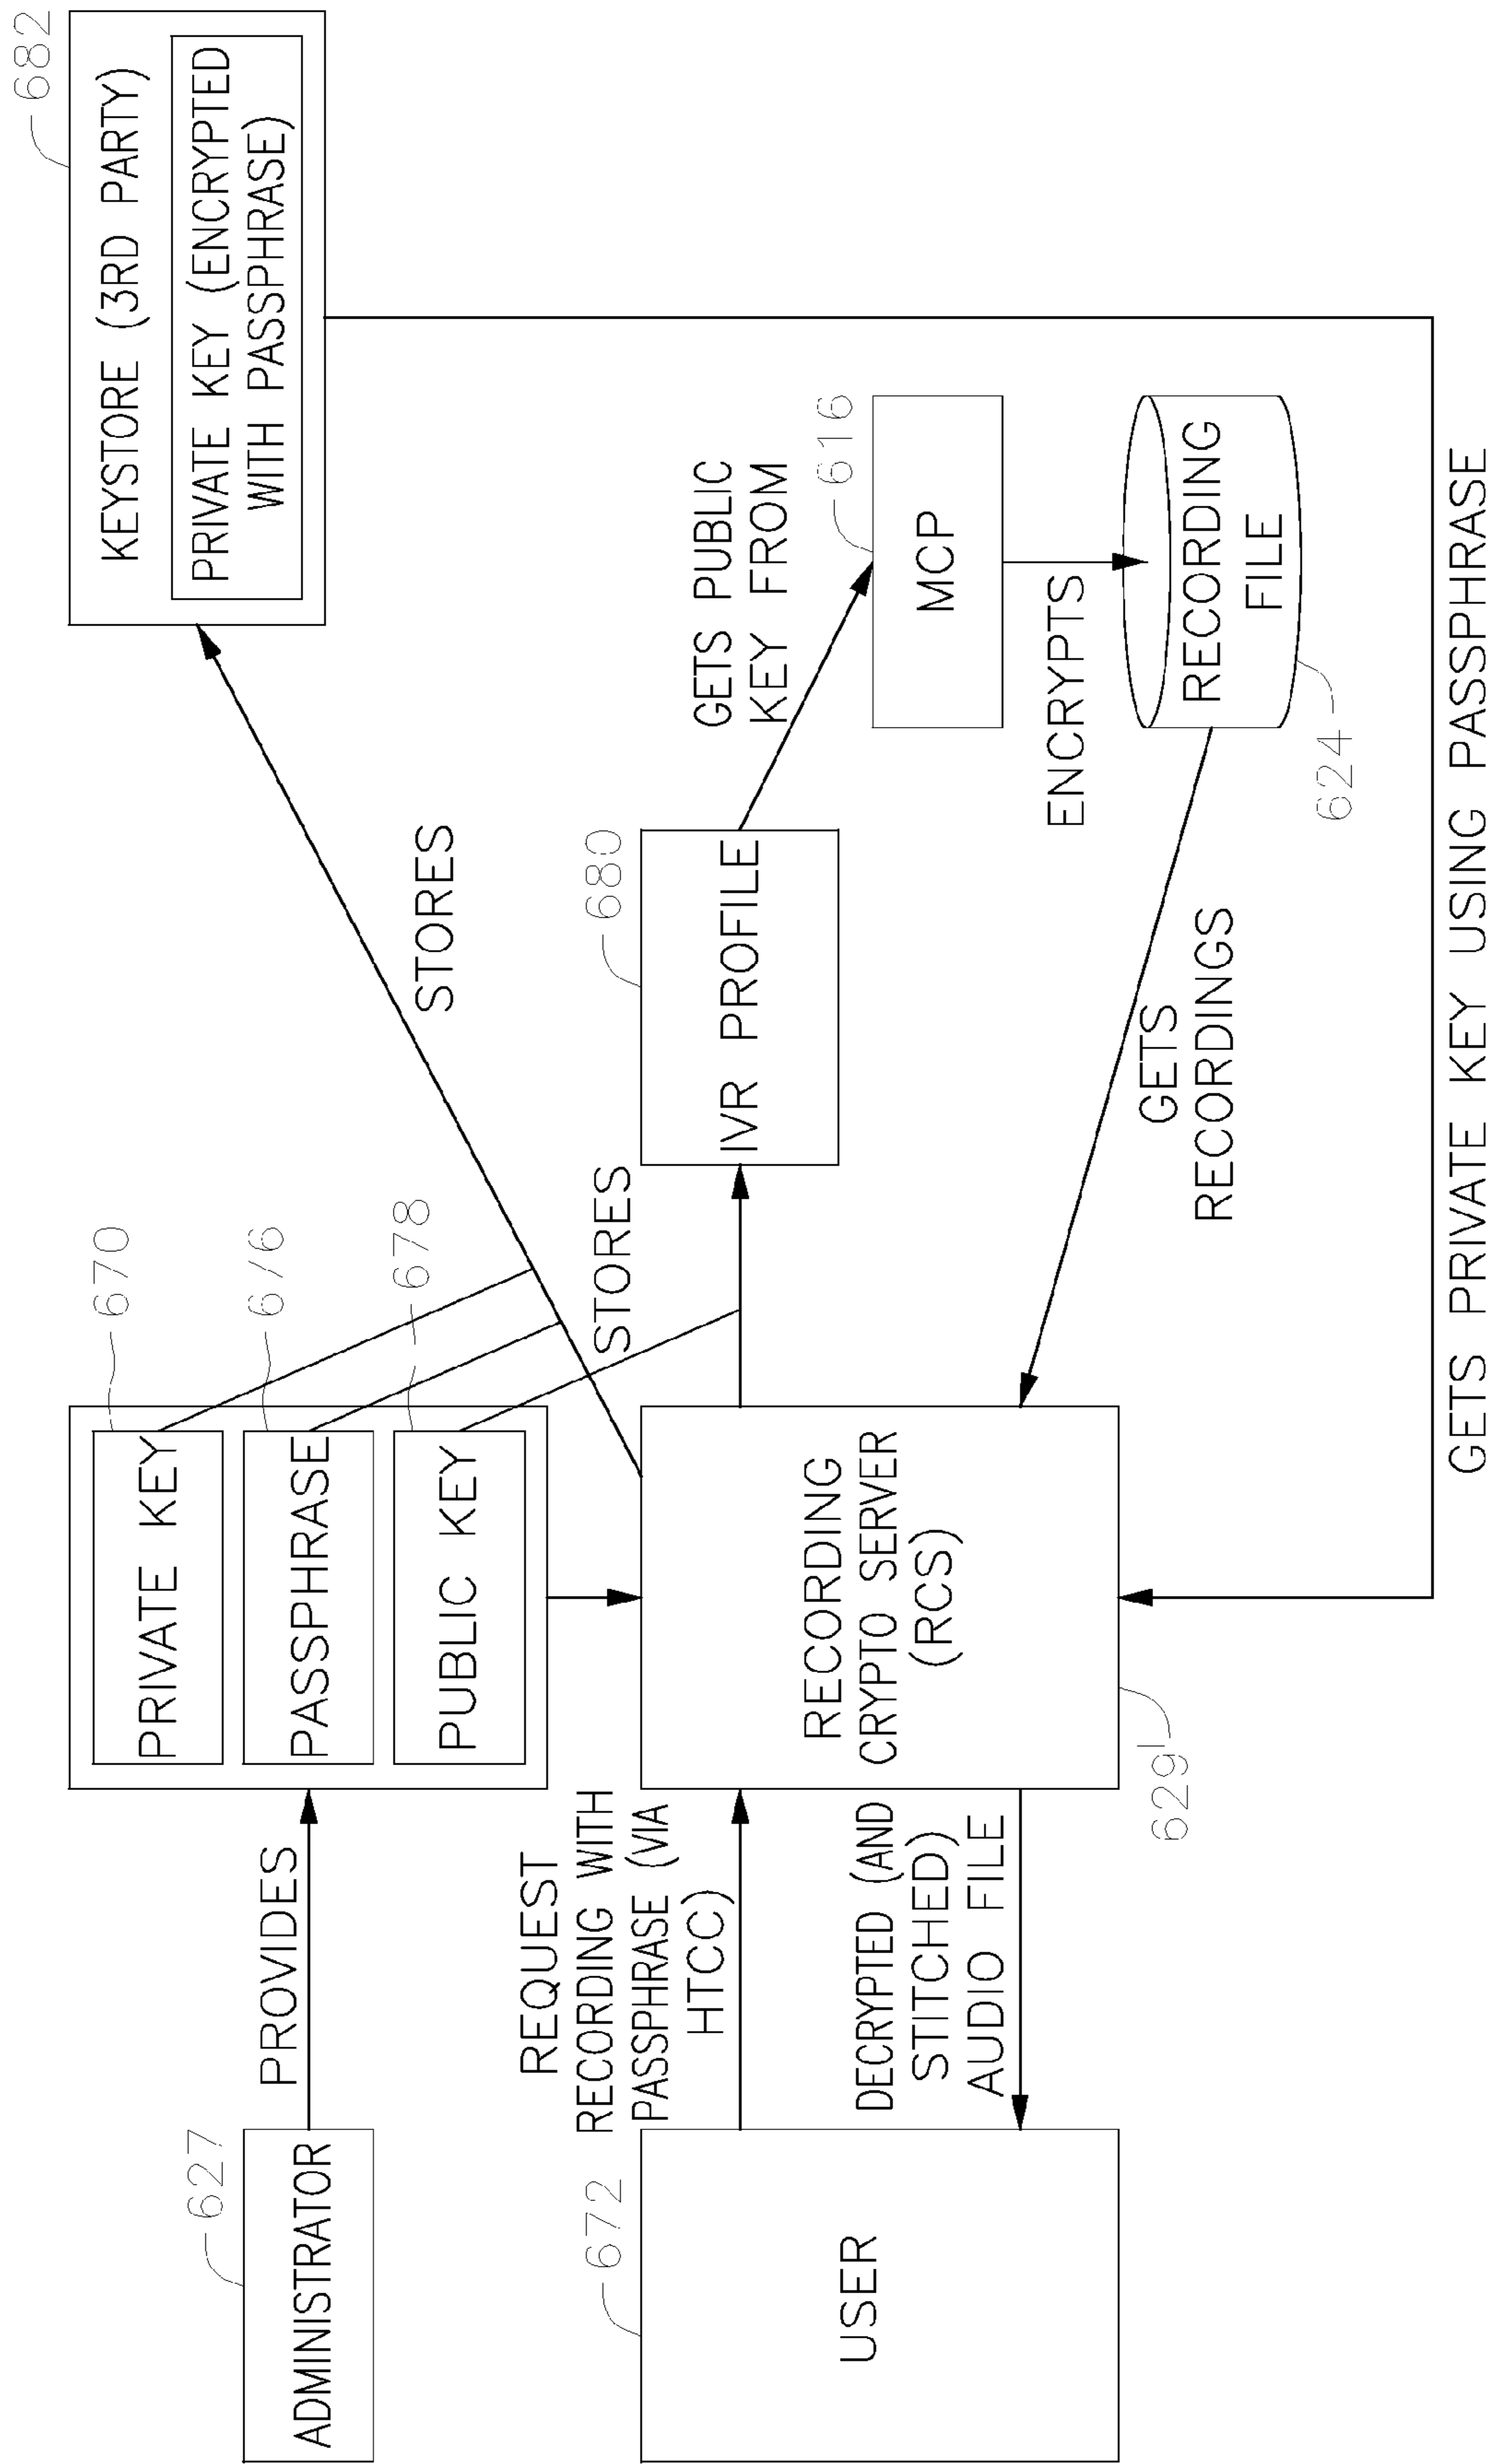 627
ADMINISTRATOR
PROVIDES
670
PRIVATE KEY
676
PASSPHRASE
678
PUBLIC KEY
STORES
682
KEYSTORE (3RD PARTY)
PRIVATE KEY (ENCRYPTED
WITH PASSPHRASE)
672
USER
REQUEST
RECORDING WITH
PASSPHRASE (VIA
HTCC)
DECRYPTED (AND
STITCHED)
AUDIO FILE
RECORDING
CRYPTO SERVER
(RCS)
629'
STORES
680
IVR PROFILE
GETS PUBLIC
KEY FROM
616
MCP
ENCRYPTS
RECORDING
FILE
624
GETS
RECORDINGS
GETS PRIVATE KEY USING PASSPHRASE